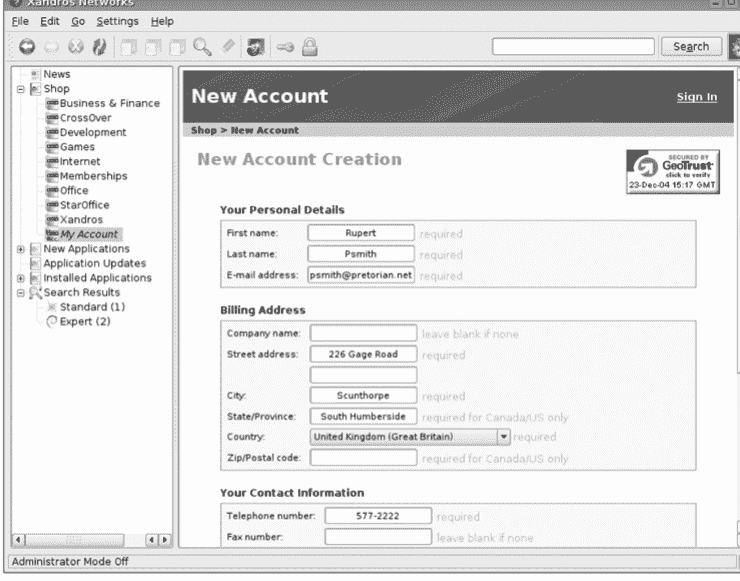 Xandros Networks
File Edit Go Settings Help
Search
News
Shop
Business & Finance
CrossOver
Development
Games
Internet
Memberships
Office
StarOffice
Xandros
My Account
New Applications
Application Updates
Installed Applications
Search Results
Standard (1)
Expert (2)
New Account
Sign In
Shop > New Account
New Account Creation
SECURED BY
GeoTrust
click to verify
23-Dec-04 15:17 GMT
Your Personal Details
First name: Rupert required
Last name: Psmith required
E-mail address: psmith@pretorian.net required
Billing Address
Company name: leave blank if none
Street address: 226 Gage Road required
City: Scunthorpe required
State/Province: South Humberside required for Canada/US only
Country: United Kingdom (Great Britain) required
Zip/Postal code: required for Canada/US only
Your Contact Information
Telephone number: 577-2222 required
Fax number: leave blank if none
Administrator Mode Off